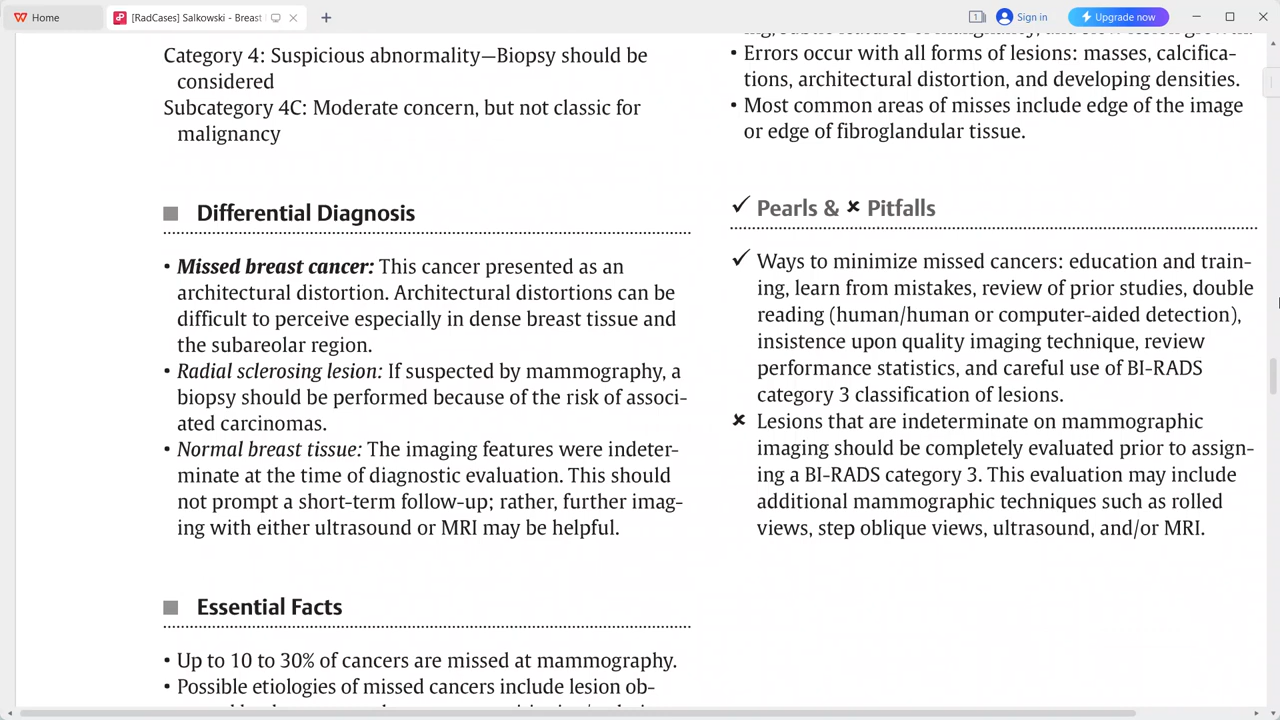 Home
[RadCases] Salkowski - Breast
Sign in
Upgrade now
Category 4: Suspicious abnormality—Biopsy should be
considered
Subcategory 4C: Moderate concern, but not classic for
malignancy
Differential Diagnosis
• Missed breast cancer: This cancer presented as an
architectural distortion. Architectural distortions can be
difficult to perceive especially in dense breast tissue and
the subareolar region.
• Radial sclerosing lesion: If suspected by mammography, a
biopsy should be performed because of the risk of associ-
ated carcinomas.
• Normal breast tissue: The imaging features were indeter-
minate at the time of diagnostic evaluation. This should
not prompt a short-term follow-up; rather, further imag-
ing with either ultrasound or MRI may be helpful.
Essential Facts
• Up to 10 to 30% of cancers are missed at mammography.
• Possible etiologies of missed cancers include lesion ob-
• Errors occur with all forms of lesions: masses, calcifica-
tions, architectural distortion, and developing densities.
• Most common areas of misses include edge of the image
or edge of fibroglandular tissue.
✓ Pearls & ✗ Pitfalls
✓ Ways to minimize missed cancers: education and train-
ing, learn from mistakes, review of prior studies, double
reading (human/human or computer-aided detection),
insistence upon quality imaging technique, review
performance statistics, and careful use of BI-RADS
category 3 classification of lesions.
✗ Lesions that are indeterminate on mammographic
imaging should be completely evaluated prior to assign-
ing a BI-RADS category 3. This evaluation may include
additional mammographic techniques such as rolled
views, step oblique views, ultrasound, and/or MRI.